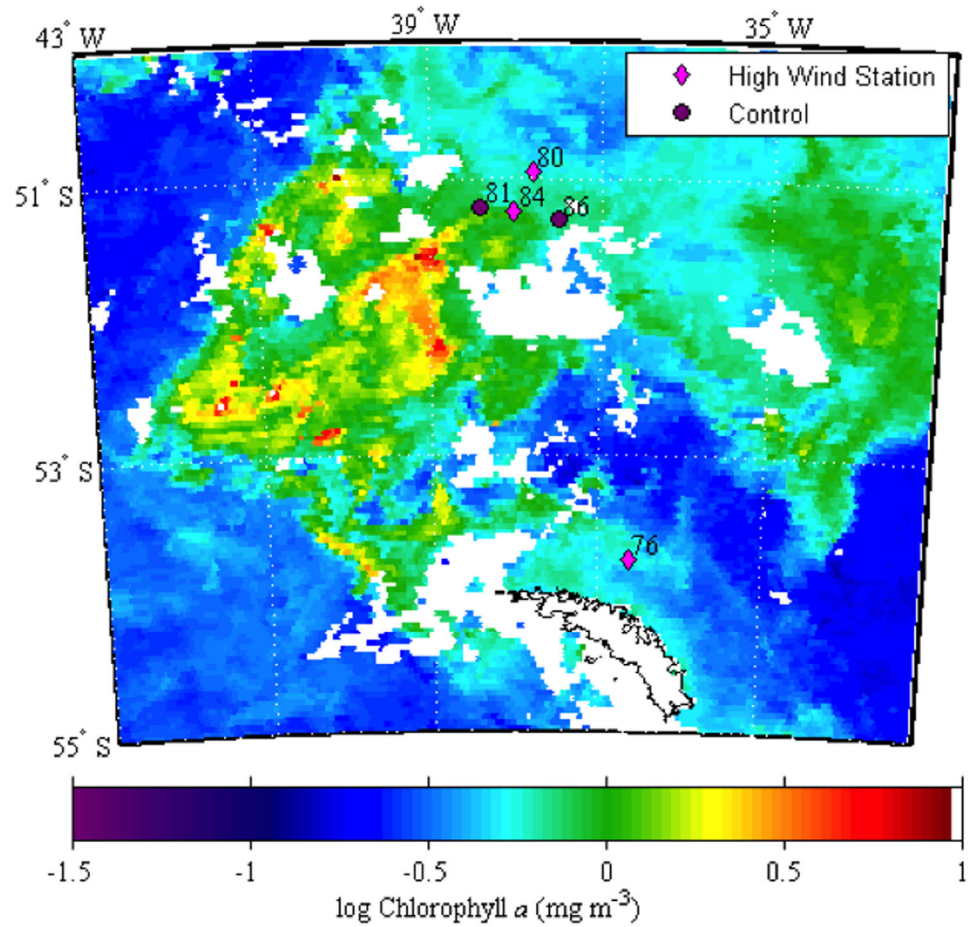 43° W
39° W
35° W
High Wind Station
Control
80
51° S
81
84
86
53° S
76
55° S
-1.5
-1
-0.5
0
0.5
1
log Chlorophyll a (mg m⁻³)